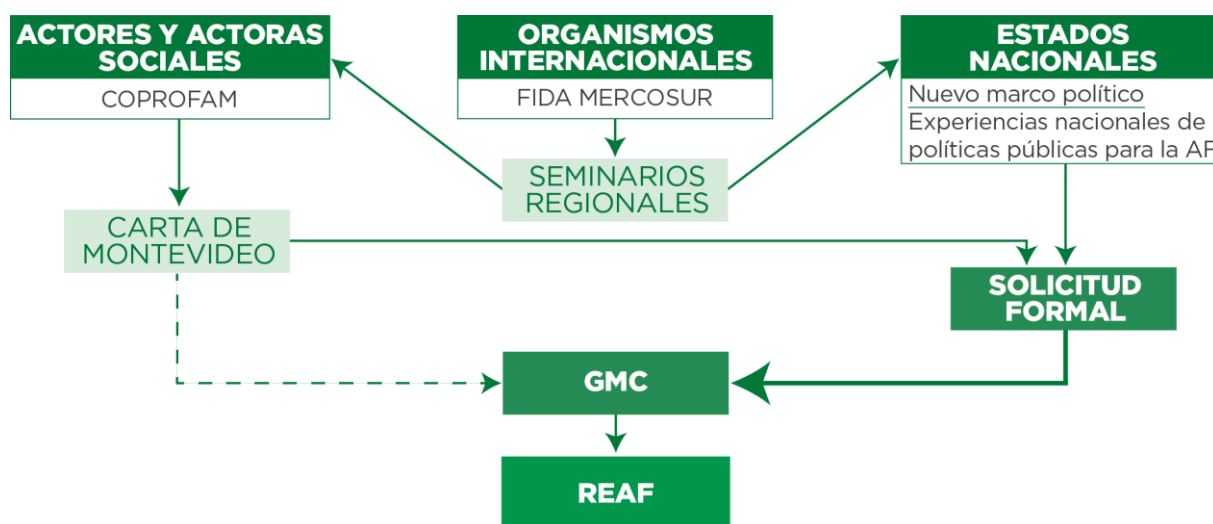 ACTORES Y ACTORAS
SOCIALES
COPROFAM
ORGANISMOS
INTERNACIONALES
FIDA MERCOSUR
ESTADOS
NACIONALES
Nuevo marco político
Experiencias nacionales de
políticas públicas para la AF
SEMINARIOS
REGIONALES
CARTA DE
MONTEVIDEO
SOLICITUD
FORMAL
GMC
REAF